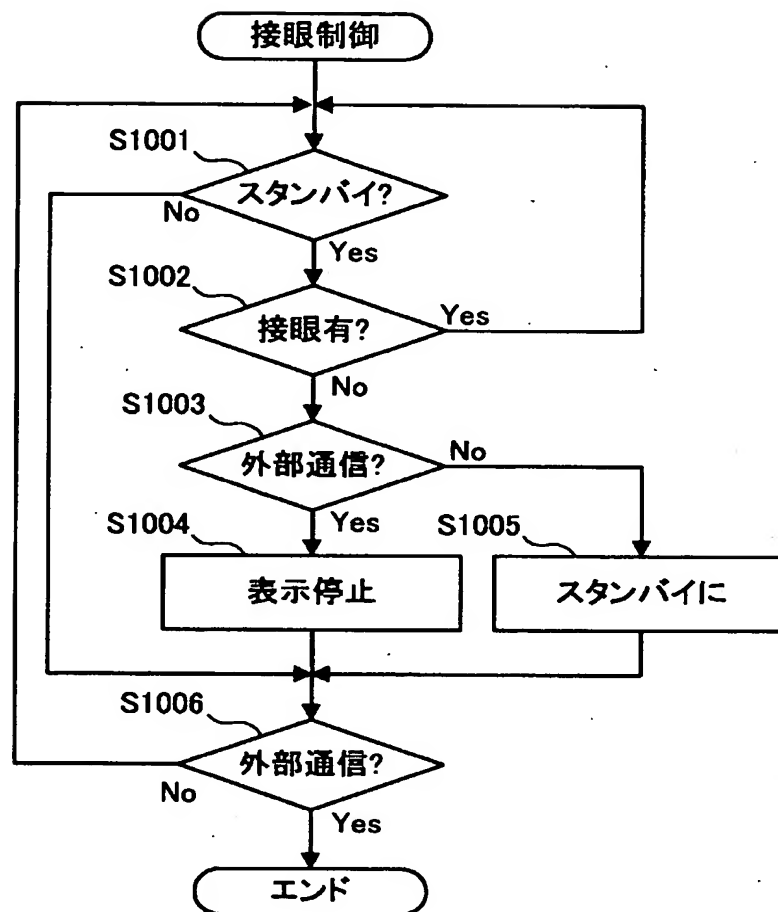 接眼制御
S1001
スタンバイ?
No
Yes
S1002
接眼有?
Yes
No
S1003
外部通信?
No
Yes
S1004
表示停止
S1005
スタンバイに
S1006
外部通信?
No
Yes
エンド